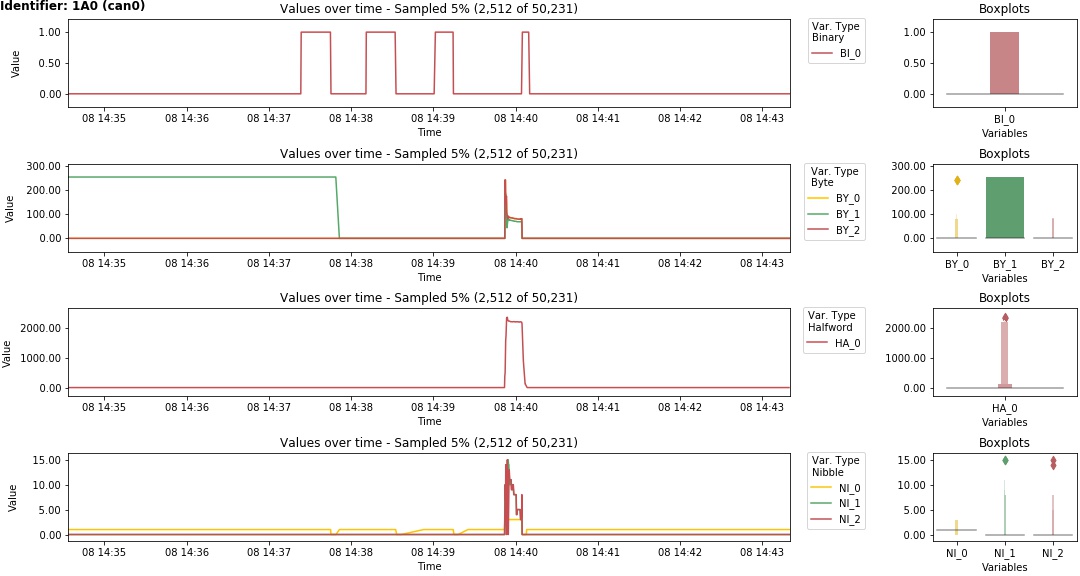 Identifier: 1A0 (can0)
Values over time - Sampled 5% (2,512 of 50,231)
Boxplots
Value
1.00
0.50
0.00
08 14:35 08 14:36 08 14:37 08 14:38 08 14:39 08 14:40 08 14:41 08 14:42 08 14:43
Time
Var. Type
Binary
BI_0
1.00
0.50
0.00
BI_0
Variables
Values over time - Sampled 5% (2,512 of 50,231)
Boxplots
Value
300.00
200.00
100.00
0.00
08 14:35 08 14:36 08 14:37 08 14:38 08 14:39 08 14:40 08 14:41 08 14:42 08 14:43
Time
Var. Type
Byte
BY_0
BY_1
BY_2
300.00
200.00
100.00
0.00
BY_0 BY_1 BY_2
Variables
Values over time - Sampled 5% (2,512 of 50,231)
Boxplots
Value
2000.00
1000.00
0.00
08 14:35 08 14:36 08 14:37 08 14:38 08 14:39 08 14:40 08 14:41 08 14:42 08 14:43
Time
Var. Type
Halfword
HA_0
2000.00
1000.00
0.00
HA_0
Variables
Values over time - Sampled 5% (2,512 of 50,231)
Boxplots
Value
15.00
10.00
5.00
0.00
08 14:35 08 14:36 08 14:37 08 14:38 08 14:39 08 14:40 08 14:41 08 14:42 08 14:43
Time
Var. Type
Nibble
NI_0
NI_1
NI_2
15.00
10.00
5.00
0.00
NI_0 NI_1 NI_2
Variables